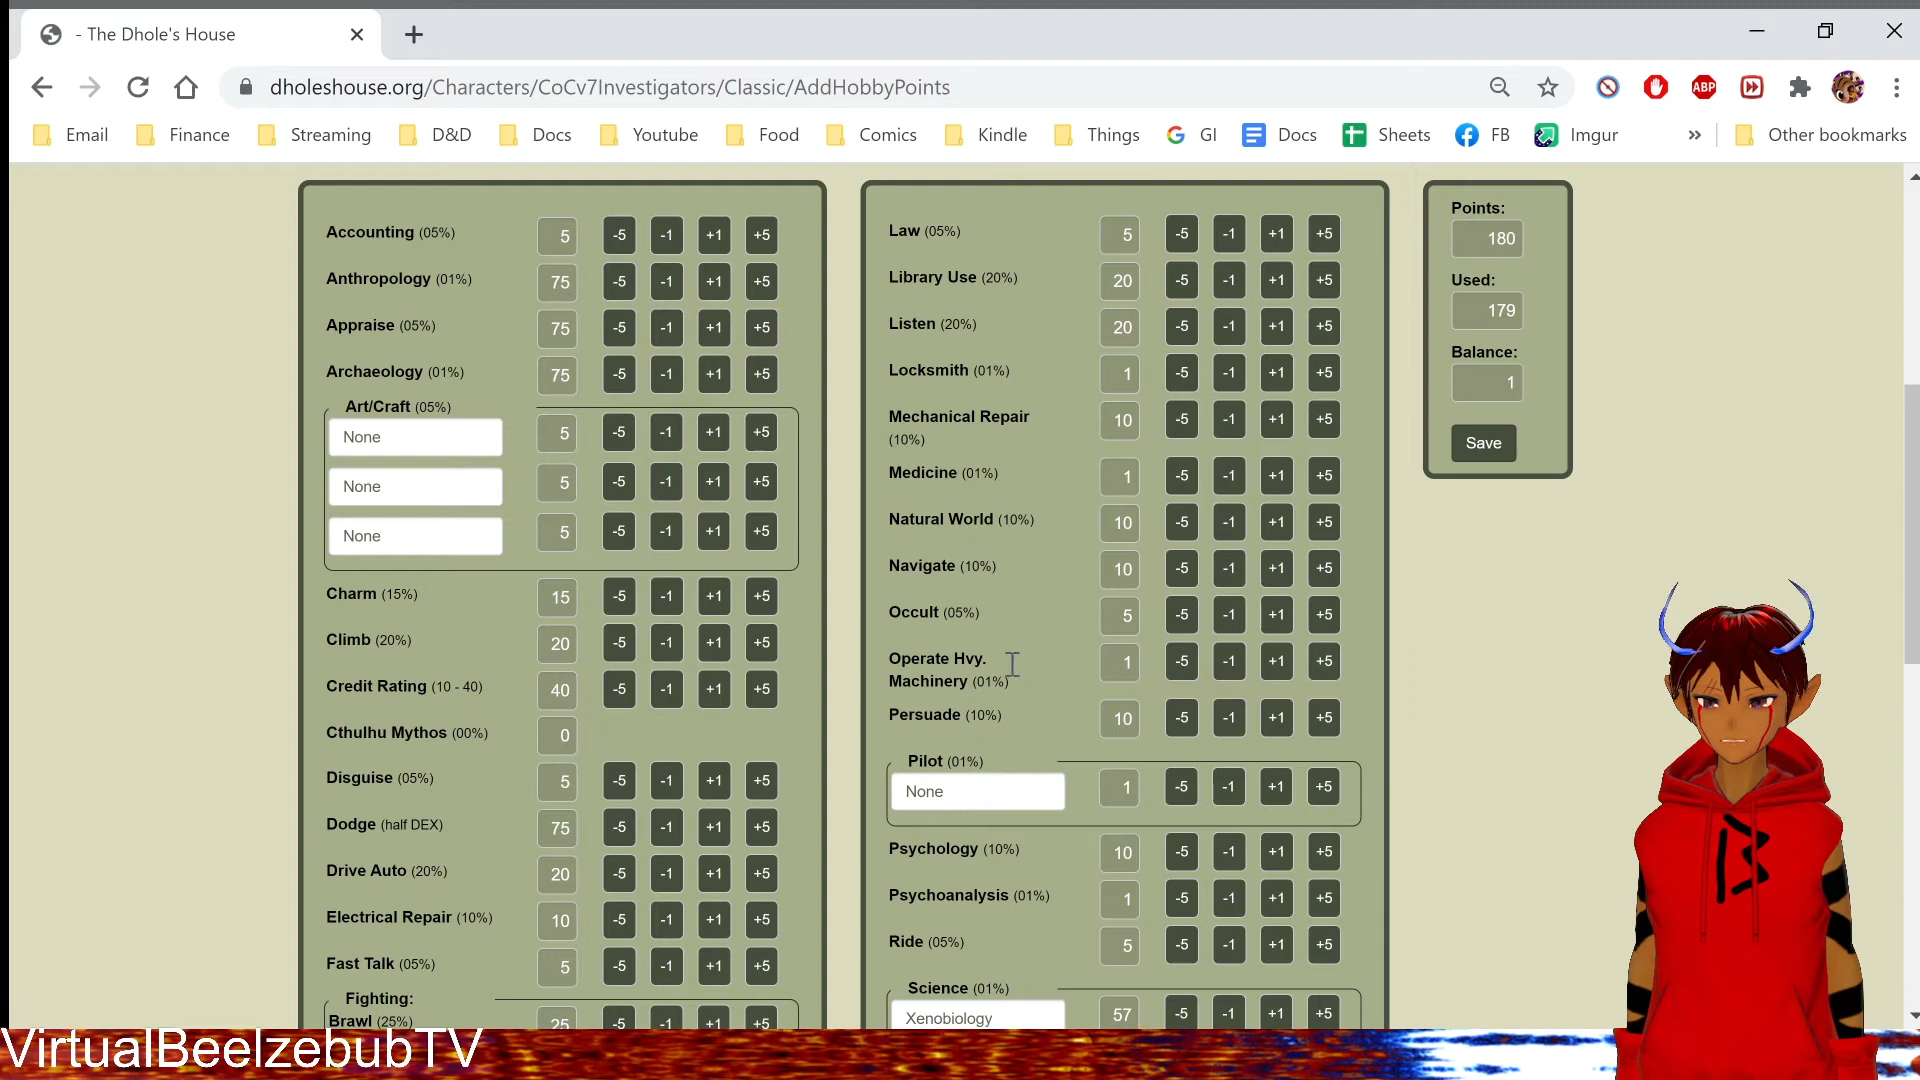 - The Dhole's House
dholeshouse.org/Characters/CoCv7Investigators/Classic/AddHobbyPoints
ABP
Email Finance Streaming D&D Docs Youtube Food Comics Kindle Things GI Docs Sheets FB Imgur » Other bookmarks
Accounting (05%) 5 -5 -1 +1 +5
Anthropology (01%) 75 -5 -1 +1 +5
Appraise (05%) 75 -5 -1 +1 +5
Archaeology (01%) 75 -5 -1 +1 +5
Art/Craft (05%)
None 5 -5 -1 +1 +5
None 5 -5 -1 +1 +5
None 5 -5 -1 +1 +5
Charm (15%) 15 -5 -1 +1 +5
Climb (20%) 20 -5 -1 +1 +5
Credit Rating (10 - 40) 40 -5 -1 +1 +5
Cthulhu Mythos (00%) 0
Disguise (05%) 5 -5 -1 +1 +5
Dodge (half DEX) 75 -5 -1 +1 +5
Drive Auto (20%) 20 -5 -1 +1 +5
Electrical Repair (10%) 10 -5 -1 +1 +5
Fast Talk (05%) 5 -5 -1 +1 +5
Fighting:
Brawl (25%) 25 -5 -1 +1 +5
Law (05%) 5 -5 -1 +1 +5
Library Use (20%) 20 -5 -1 +1 +5
Listen (20%) 20 -5 -1 +1 +5
Locksmith (01%) 1 -5 -1 +1 +5
Mechanical Repair 10 -5 -1 +1 +5
(10%)
Medicine (01%) 1 -5 -1 +1 +5
Natural World (10%) 10 -5 -1 +1 +5
Navigate (10%) 10 -5 -1 +1 +5
Occult (05%) 5 -5 -1 +1 +5
Operate Hvy. 1 -5 -1 +1 +5
Machinery (01%)
Persuade (10%) 10 -5 -1 +1 +5
Pilot (01%)
None 1 -5 -1 +1 +5
Psychology (10%) 10 -5 -1 +1 +5
Psychoanalysis (01%) 1 -5 -1 +1 +5
Ride (05%) 5 -5 -1 +1 +5
Science (01%)
Xenobiology 57 -5 -1 +1 +5
Points:
180
Used:
179
Balance:
1
Save
VirtualBeelzebubTV